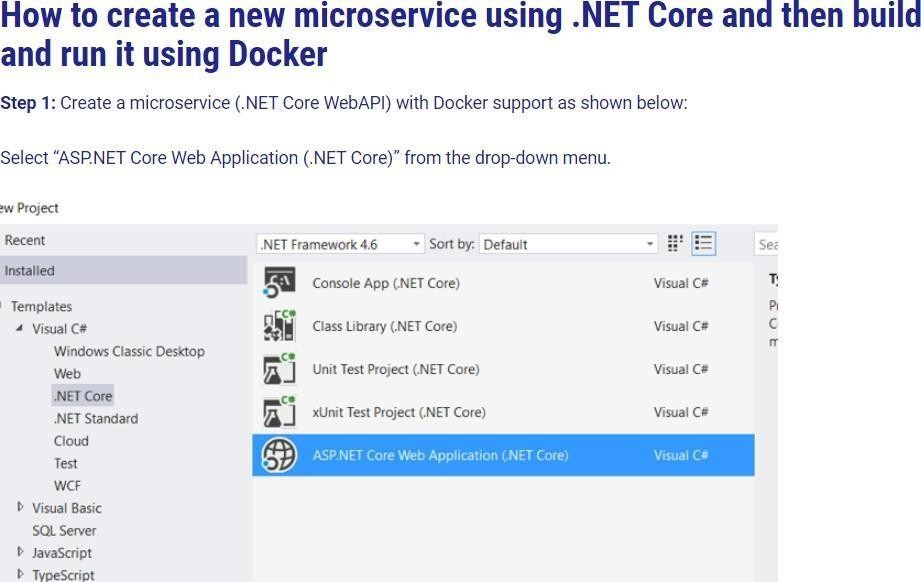 How to create a new microservice using .NET Core and then build
and run it using Docker
Step 1: Create a microservice (.NET Core WebAPI) with Docker support as shown below:
Select “ASP.NET Core Web Application (.NET Core)” from the drop-down menu.
ew Project
Recent
Installed
Templates
Visual C#
Windows Classic Desktop
Web
.NET Core
.NET Standard
Cloud
Test
WCF
Visual Basic
SQL Server
JavaScript
TypeScript
.NET Framework 4.6 Sort by: Default Sea
Console App (.NET Core) Visual C#
Class Library (.NET Core) Visual C#
Unit Test Project (.NET Core) Visual C#
xUnit Test Project (.NET Core) Visual C#
ASP.NET Core Web Application (.NET Core) Visual C#